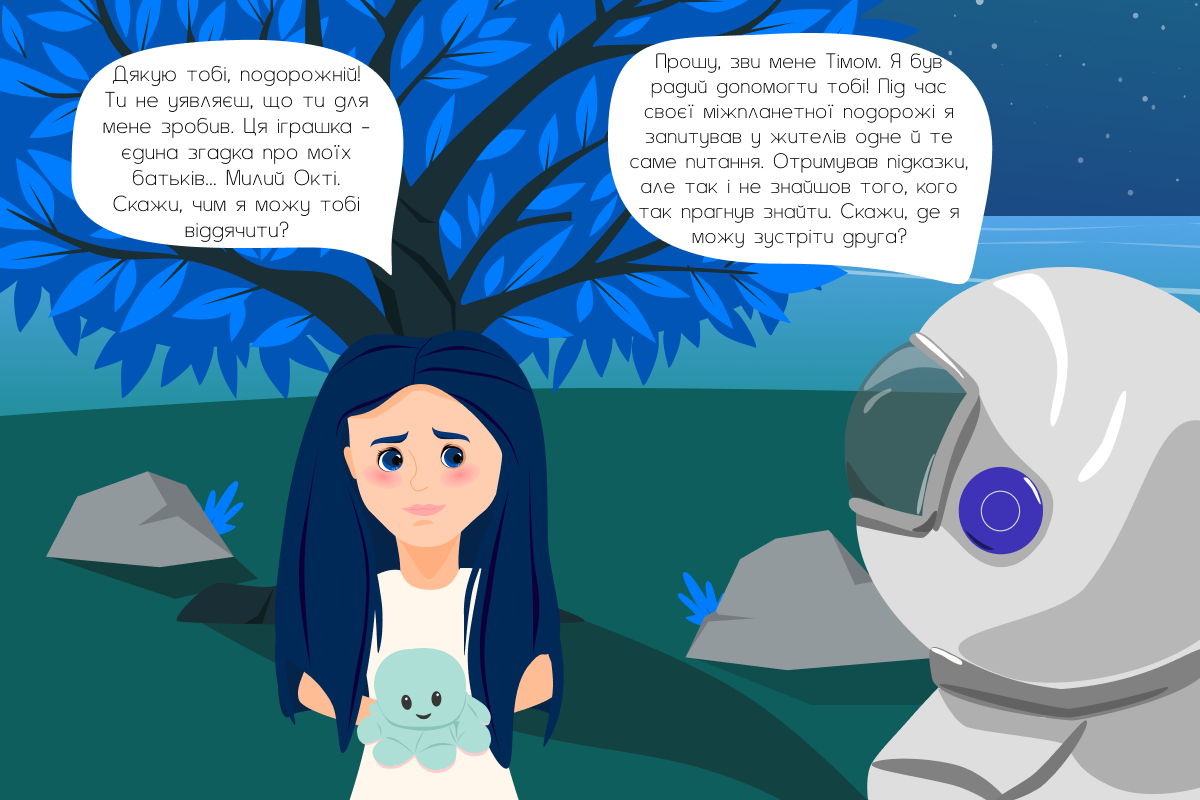 Дякую тобі, подорожній!
Ти не уявляєш, що ти для
мене зробив. Ця іграшка -
єдина згадка про моїх
батьків... Милий Окті.
Скажи, чим я можу тобі
віддячити?
Прошу, зви мене Тімом. Я був
радий допомогти тобі! Під час
своєї міжпланетної подорожі я
запитував у жителів одне й те
саме питання. Отримував підказки,
але так і не знайшов того, кого
так прагнув знайти. Скажи, де я
можу зустріти друга?